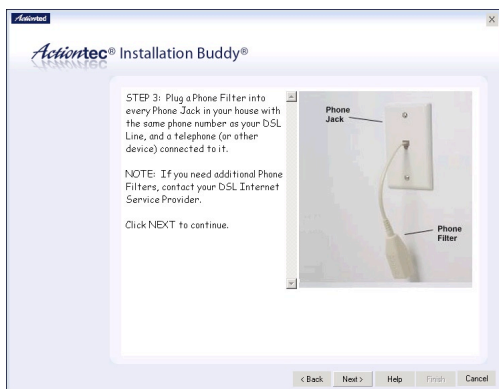 Actiontec
Actiontec® Installation Buddy®
STEP 3: Plug a Phone Filter into
every Phone Jack in your house with
the same phone number as your DSL
Line, and a telephone (or other
device) connected to it.
NOTE: If you need additional Phone
Filters, contact your DSL Internet
Service Provider.
Click NEXT to continue.
Phone
Jack
Phone
Filter
< Back Next > Help Finish Cancel